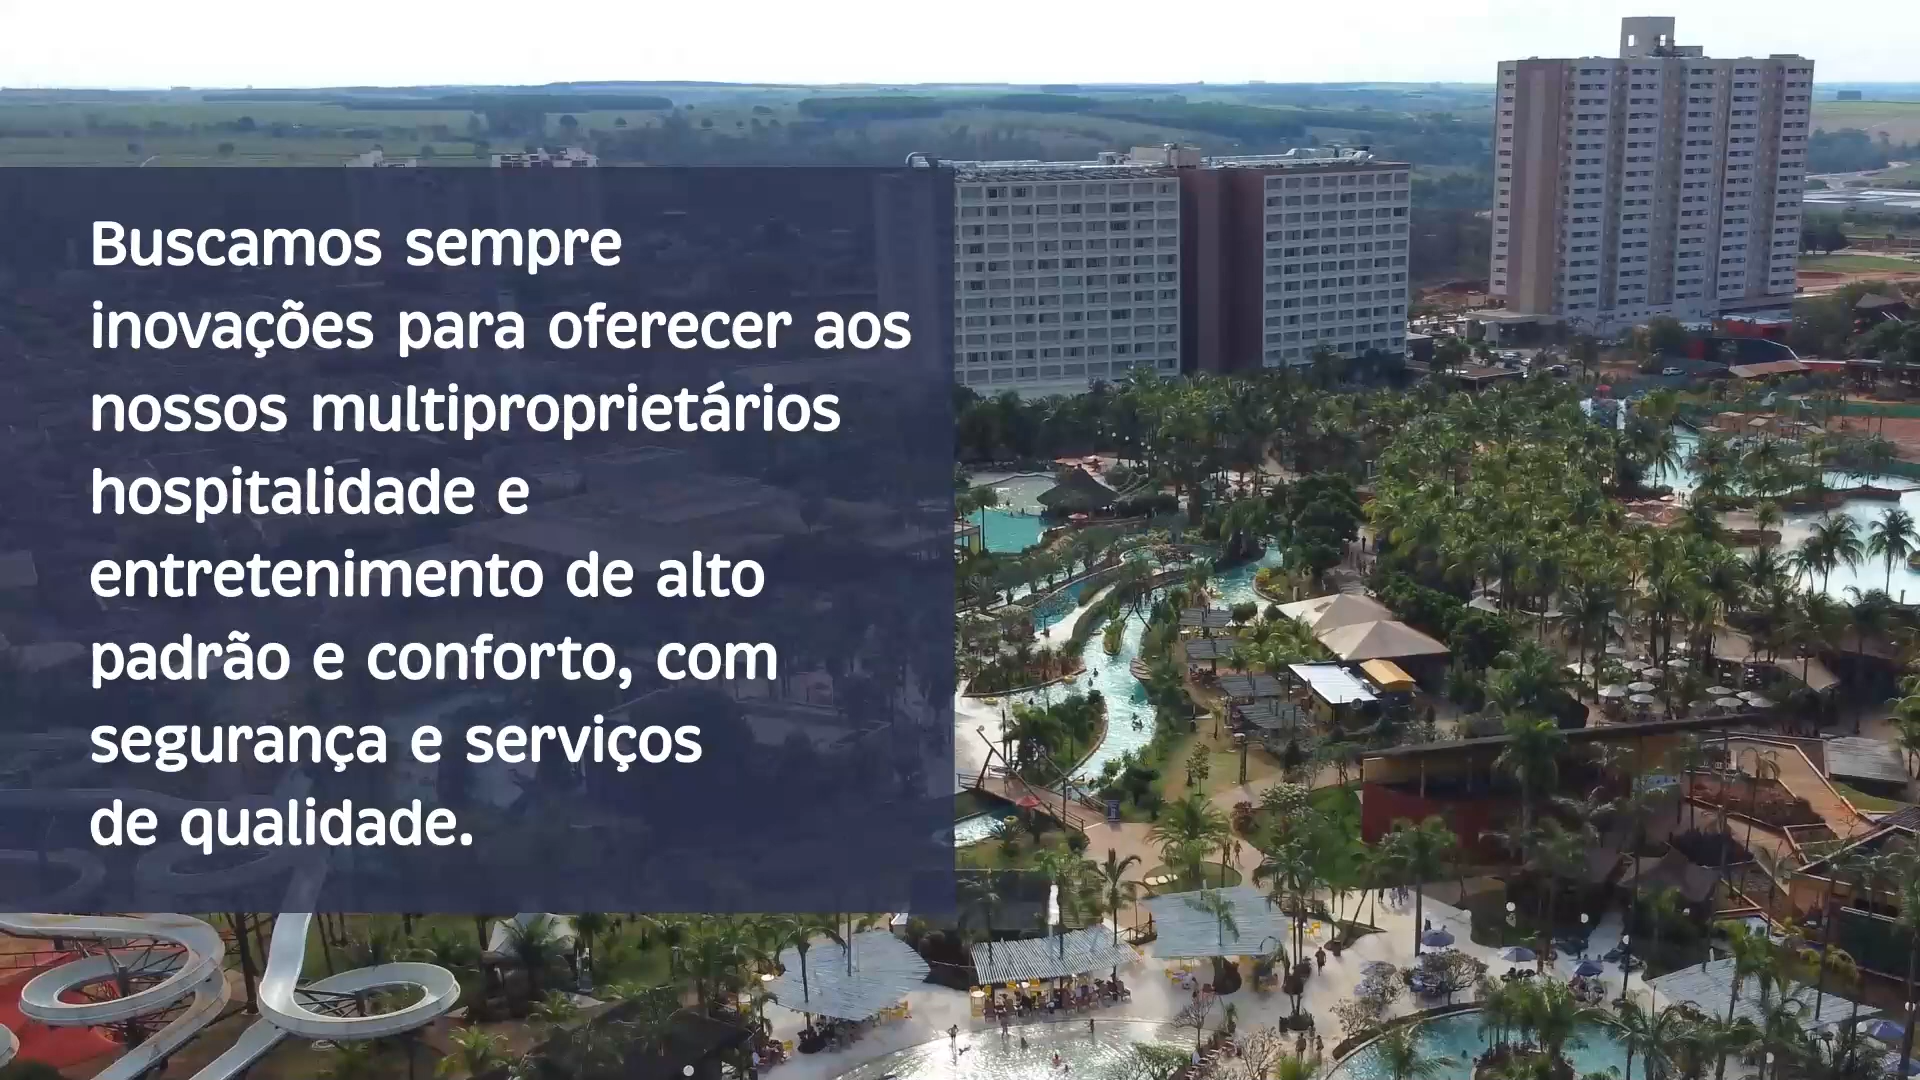 Buscamos sempre
inovações para oferecer aos
nossos multiproprietários
hospitalidade e
entretenimento de alto
padrão e conforto, com
segurança e serviços
de qualidade.